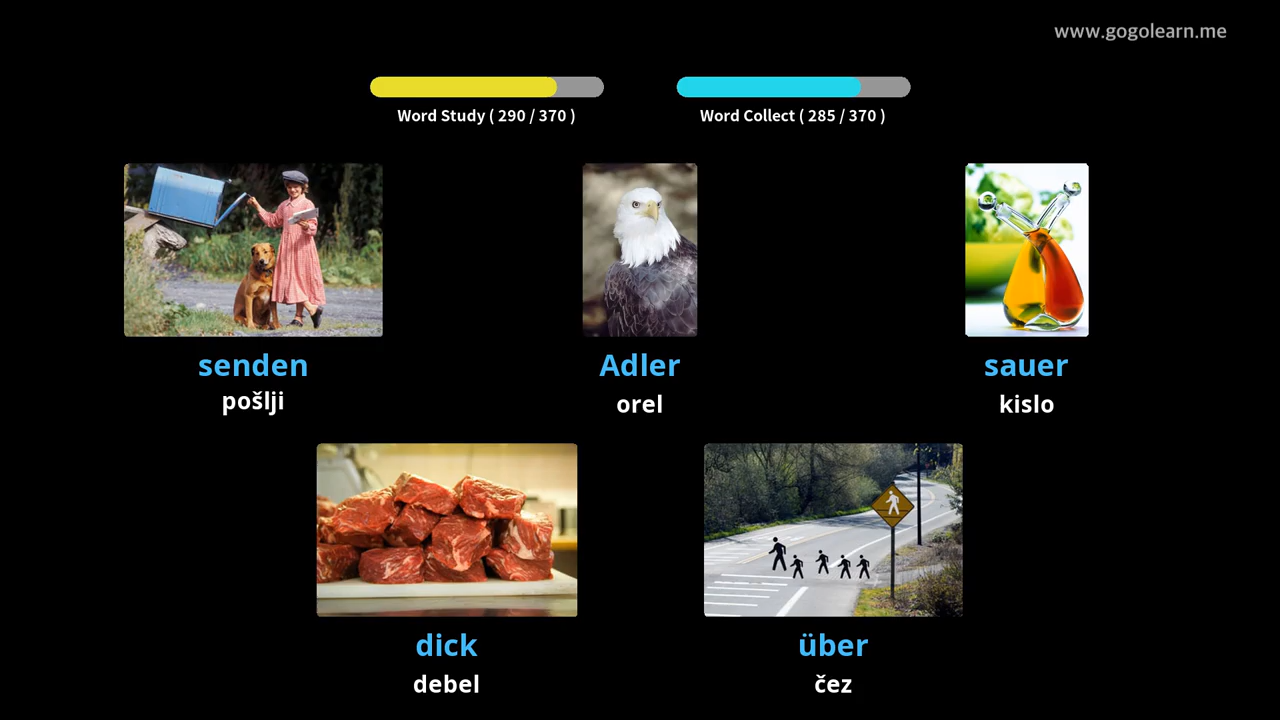 www.gogolearn.me
Word Study ( 290 / 370 )
Word Collect ( 285 / 370 )
senden
pošlji
Adler
orel
sauer
kislo
dick
debel
über
čez